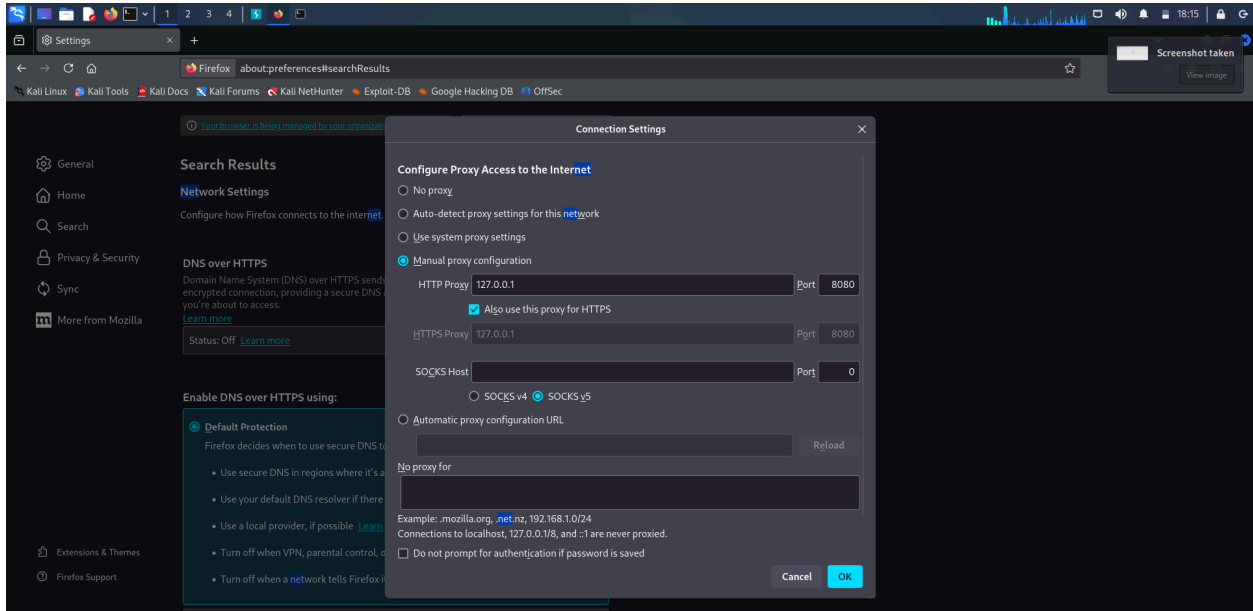 1 2 3 4
18:15
Settings
Screenshot taken
View image
Firefox about:preferences#searchResults
Kali Linux Kali Tools Kali Docs Kali Forums Kali NetHunter Exploit-DB Google Hacking DB OffSec
Your browser is being managed by your organizati
Connection Settings
General
Home
Search
Privacy & Security
Sync
More from Mozilla
Extensions & Themes
Firefox Support
Search Results
Network Settings
Configure how Firefox connects to the internet.
DNS over HTTPS
Domain Name System (DNS) over HTTPS sends
encrypted connection, providing a secure DNS
you're about to access.
Learn more
Status: Off Learn more
Enable DNS over HTTPS using:
Default Protection
Firefox decides when to use secure DNS to
• Use secure DNS in regions where it's a
• Use your default DNS resolver if there
• Use a local provider, if possible Learn
• Turn off when VPN, parental control, o
• Turn off when a network tells Firefox i
Configure Proxy Access to the Internet
No proxy
Auto-detect proxy settings for this network
Use system proxy settings
Manual proxy configuration
HTTP Proxy 127.0.0.1 Port 8080
Also use this proxy for HTTPS
HTTPS Proxy 127.0.0.1 Port 8080
SOCKS Host Port 0
SOCKS v4 SOCKS v5
Automatic proxy configuration URL
Reload
No proxy for
Example: .mozilla.org, .net.nz, 192.168.1.0/24
Connections to localhost, 127.0.0.1/8, and ::1 are never proxied.
Do not prompt for authentication if password is saved
Cancel OK